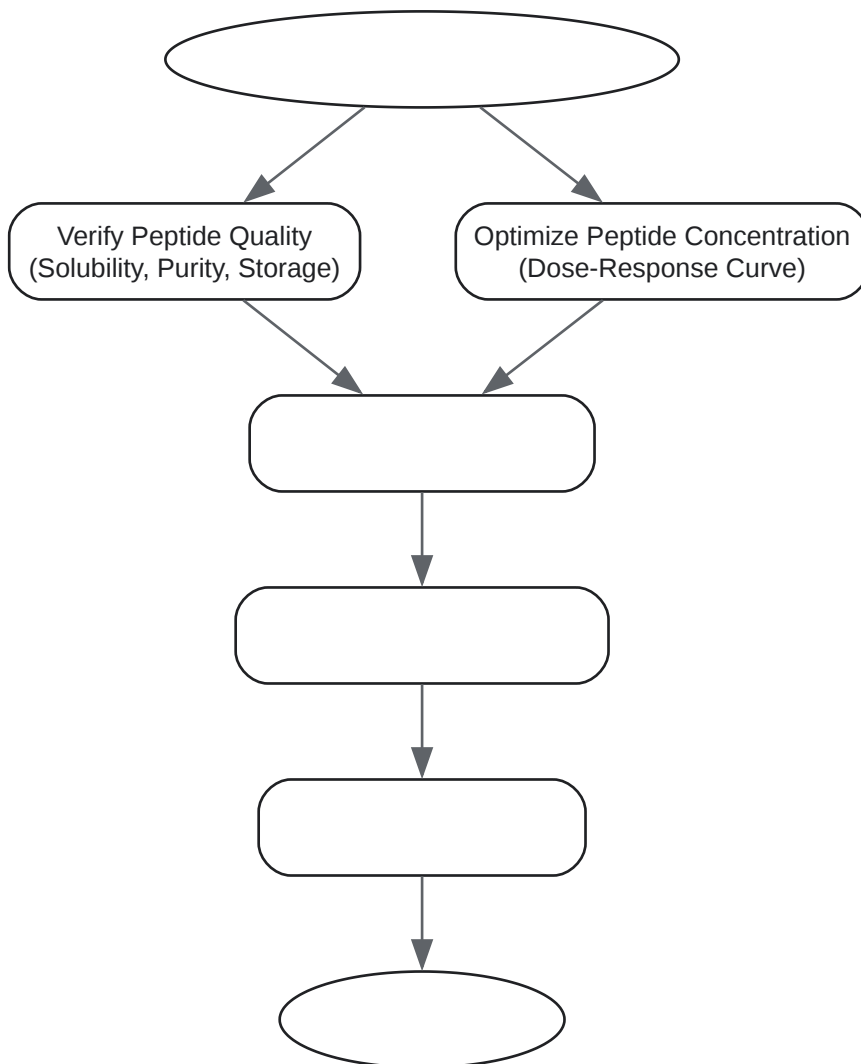 Verify Peptide Quality
(Solubility, Purity, Storage)
Optimize Peptide Concentration
(Dose-Response Curve)